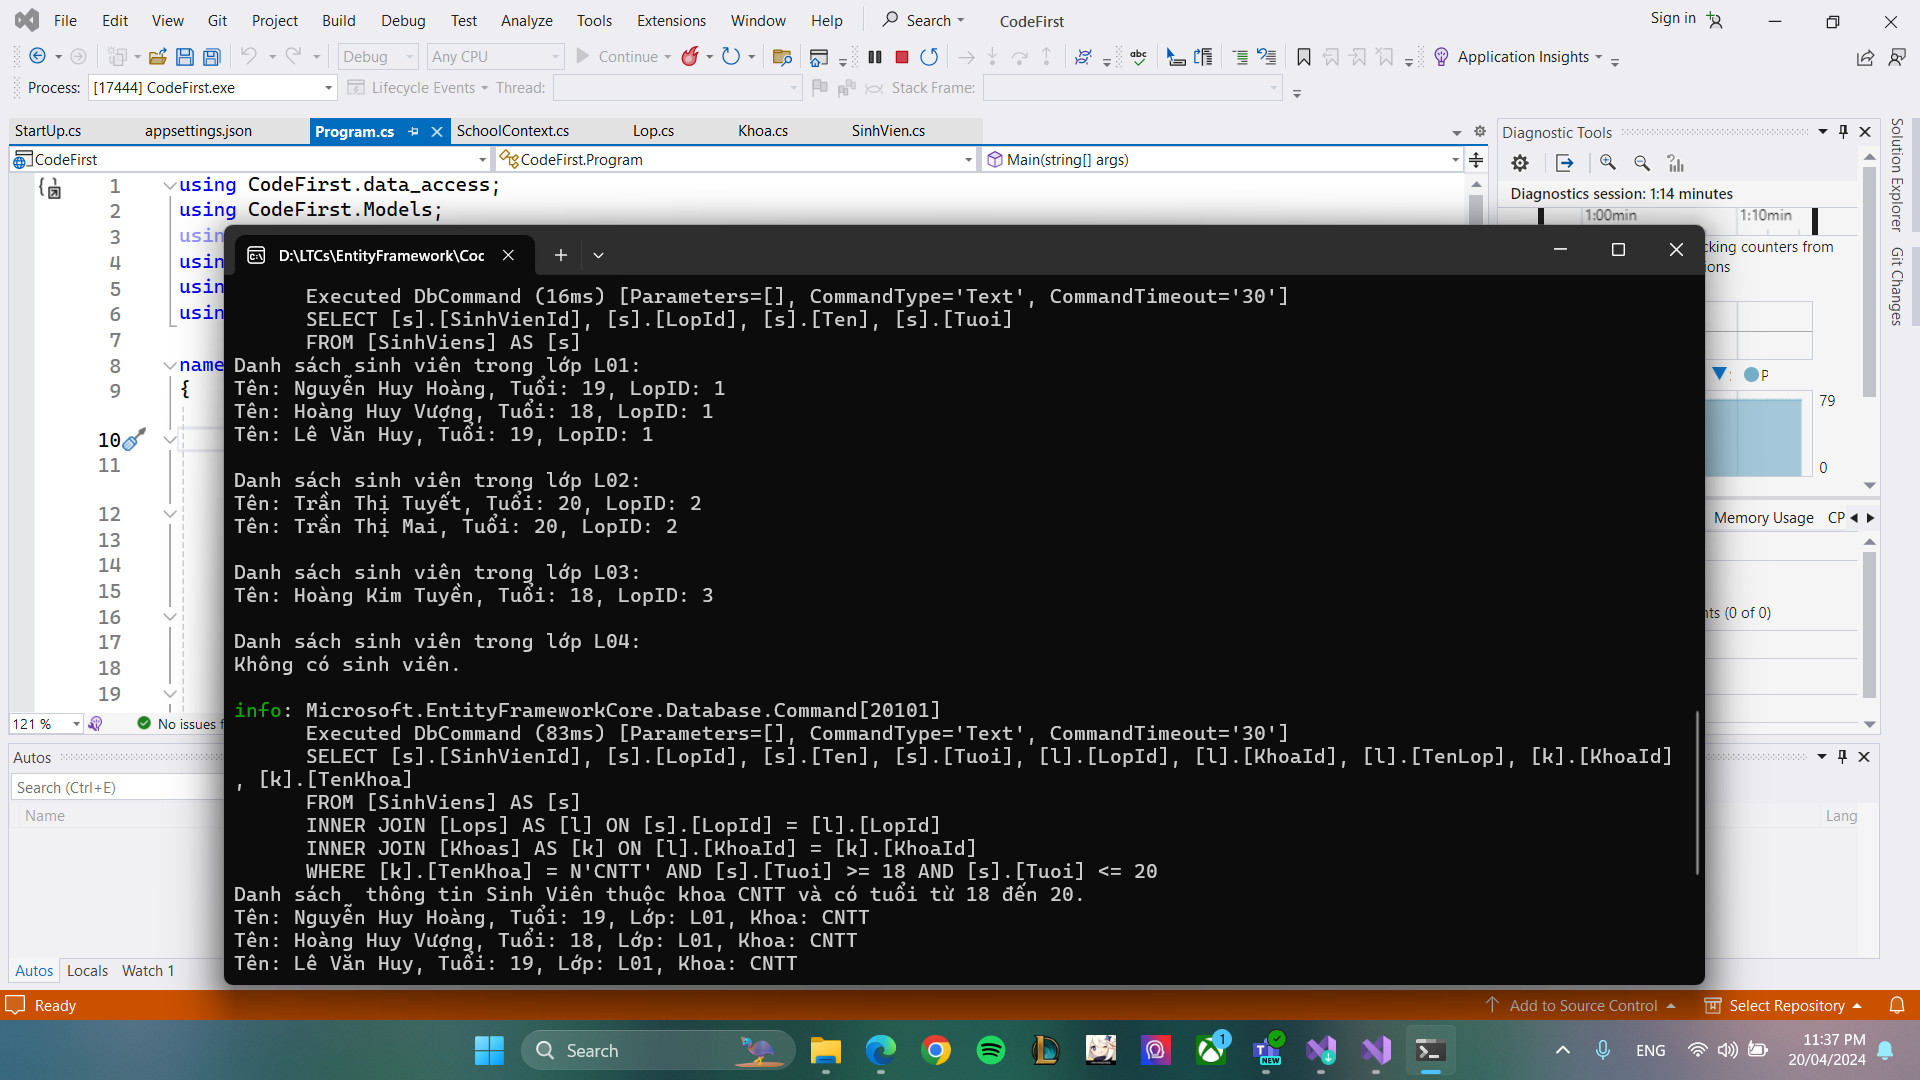 File Edit View Git Project Build Debug Test Analyze Tools Extensions Window Help Search CodeFirst Sign in
Debug Any CPU Continue Application Insights
Process: [17444] CodeFirst.exe Lifecycle Events Thread: Stack Frame:
StartUp.cs appsettings.json Program.cs SchoolContext.cs Lop.cs Khoa.cs SinhVien.cs
CodeFirst CodeFirst.Program Main(string[] args)
1 using CodeFirst.data_access;
2 using CodeFirst.Models;
3 usin
4 usin
5 usin
6 usin
7
8 name
9 {
10
11
12
13
14
15
16
17
18
19
121 % No issues f
D:\LTCs\EntityFramework\Coc
Executed DbCommand (16ms) [Parameters=[], CommandType='Text', CommandTimeout='30']
SELECT [s].[SinhVienId], [s].[LopId], [s].[Ten], [s].[Tuoi]
FROM [SinhViens] AS [s]
Danh sách sinh viên trong lớp L01:
Tên: Nguyễn Huy Hoàng, Tuổi: 19, LopID: 1
Tên: Hoàng Huy Vượng, Tuổi: 18, LopID: 1
Tên: Lê Văn Huy, Tuổi: 19, LopID: 1
Danh sách sinh viên trong lớp L02:
Tên: Trần Thị Tuyết, Tuổi: 20, LopID: 2
Tên: Trần Thị Mai, Tuổi: 20, LopID: 2
Danh sách sinh viên trong lớp L03:
Tên: Hoàng Kim Tuyền, Tuổi: 18, LopID: 3
Danh sách sinh viên trong lớp L04:
Không có sinh viên.
info: Microsoft.EntityFrameworkCore.Database.Command[20101]
Executed DbCommand (83ms) [Parameters=[], CommandType='Text', CommandTimeout='30']
SELECT [s].[SinhVienId], [s].[LopId], [s].[Ten], [s].[Tuoi], [l].[LopId], [l].[KhoaId], [l].[TenLop], [k].[KhoaId]
, [k].[TenKhoa]
FROM [SinhViens] AS [s]
INNER JOIN [Lops] AS [l] ON [s].[LopId] = [l].[LopId]
INNER JOIN [Khoas] AS [k] ON [l].[KhoaId] = [k].[KhoaId]
WHERE [k].[TenKhoa] = N'CNTT' AND [s].[Tuoi] >= 18 AND [s].[Tuoi] <= 20
Danh sách  thông tin Sinh Viên thuộc khoa CNTT và có tuổi từ 18 đến 20.
Tên: Nguyễn Huy Hoàng, Tuổi: 19, Lớp: L01, Khoa: CNTT
Tên: Hoàng Huy Vượng, Tuổi: 18, Lớp: L01, Khoa: CNTT
Tên: Lê Văn Huy, Tuổi: 19, Lớp: L01, Khoa: CNTT
Diagnostic Tools
Diagnostics session: 1:14 minutes
1:00min 1:10min
cking counters from
ions
P
79
0
Memory Usage CP
nts (0 of 0)
Solution Explorer
Git Changes
Autos
Search (Ctrl+E)
Name
Lang
Autos Locals Watch 1
Ready Add to Source Control Select Repository
Search
1
NEW
ENG
11:37 PM
20/04/2024